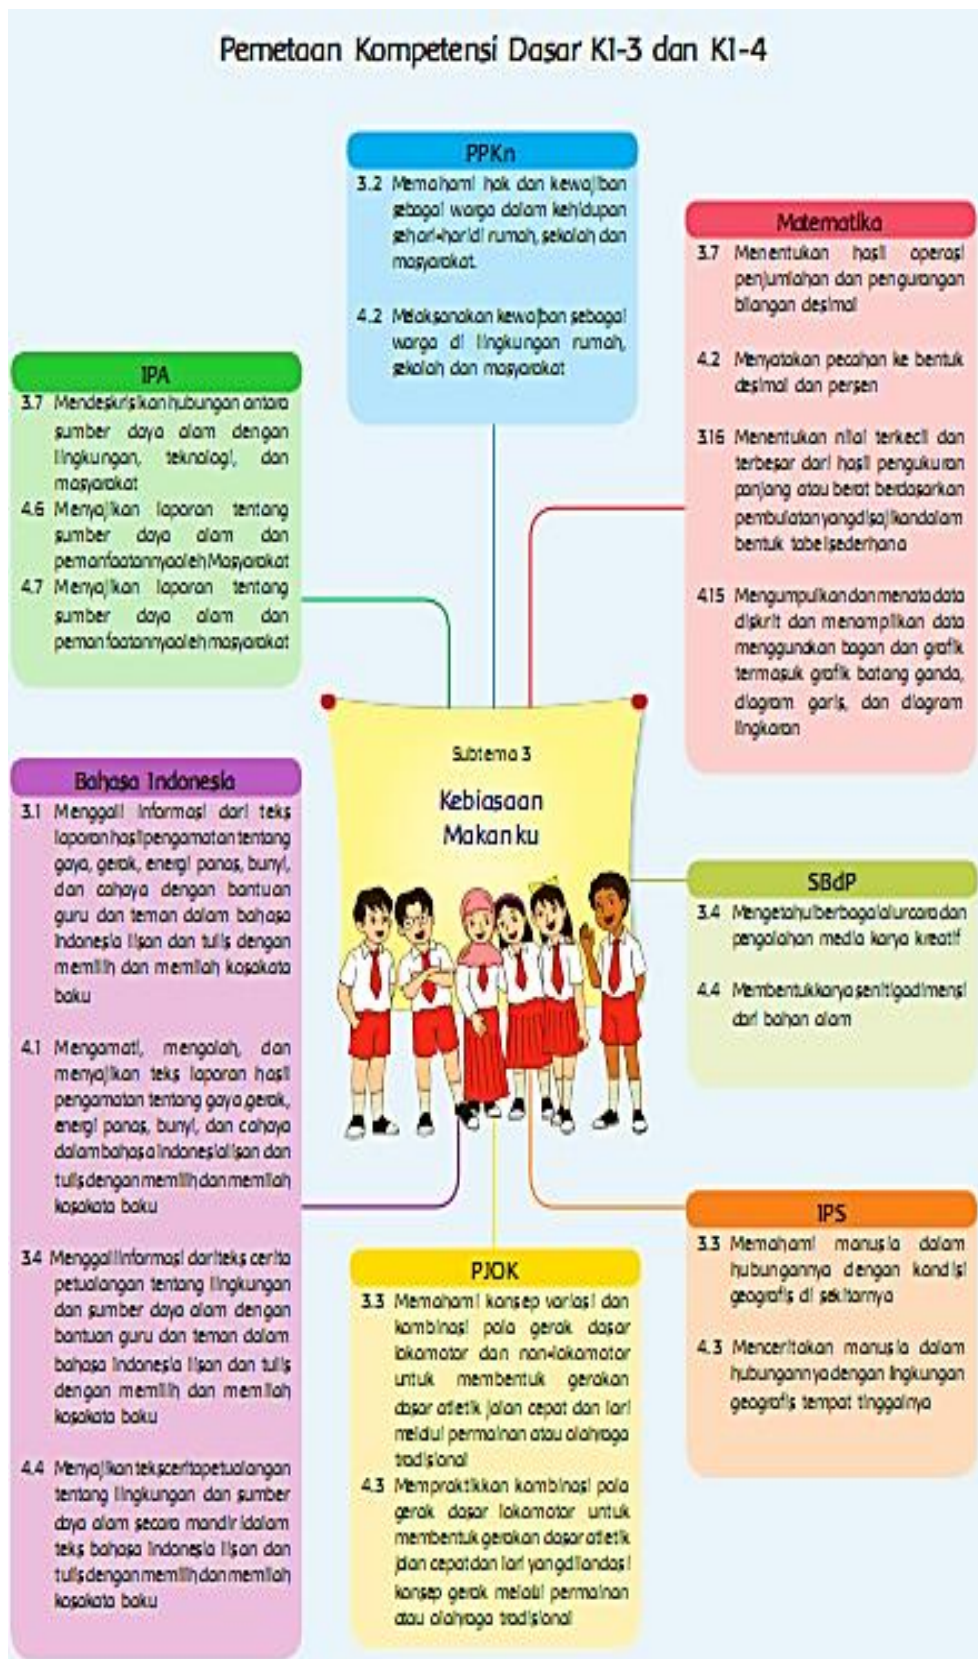 Pemetaan Kompetensi Dasar KI-3 dan KI-4
PPKn
3.2 Memahami hak dan kewajiban
sebagai warga dalam kehidupan
sehari-hari di rumah, sekolah dan
masyarakat.
4.2 Melaksanakan kewajiban sebagai
warga di lingkungan rumah,
sekolah dan masyarakat
Matematika
3.7 Menentukan hasil operasi
penjumlahan dan pengurangan
bilangan desimal
4.2 Menyatakan pecahan ke bentuk
desimal dan persen
3.16 Menentukan nilai terkecil dan
terbesar dari hasil pengukuran
panjang atau berat berdasarkan
pembulatan yang disajikan dalam
bentuk tabel sederhana
4.15 Mengumpulkan dan menata data
diskrit dan menampilkan data
menggunakan bagan dan grafik
termasuk grafik batang ganda,
diagram garis, dan diagram
lingkaran
IPA
3.7 Mendeskrisikan hubungan antara
sumber daya alam dengan
lingkungan, teknologi, dan
masyarakat
4.6 Menyajikan laporan tentang
sumber daya alam dan
pemanfaatannya oleh Masyarakat
4.7 Menyajikan laporan tentang
sumber daya alam dan
pemanfaatannya oleh masyarakat
Subtema 3
Kebiasaan
Makanku
Bahasa Indonesia
3.1 Menggali informasi dari teks
laporan hasil pengamatan tentang
gaya, gerak, energi panas, bunyi,
dan cahaya dengan bantuan
guru dan teman dalam bahasa
Indonesia lisan dan tulis dengan
memilih dan memilah kosakata
baku
4.1 Mengamati, mengolah, dan
menyajikan teks laporan hasil
pengamatan tentang gaya, gerak,
energi panas, bunyi, dan cahaya
dalam bahasa Indonesia lisan dan
tulis dengan memilih dan memilah
kosakata baku
3.4 Menggali informasi dari teks cerita
petualangan tentang lingkungan
dan sumber daya alam dengan
bantuan guru dan teman dalam
bahasa Indonesia lisan dan tulis
dengan memilih dan memilah
kosakata baku
4.4 Menyajikan teks cerita petualangan
tentang lingkungan dan sumber
daya alam secara mandiri dalam
teks bahasa Indonesia lisan dan
tulis dengan memilih dan memilah
kosakata baku
SBdP
3.4 Mengetahui berbagai alur cara dan
pengolahan media karya kreatif
4.4 Membentuk karya seni tiga dimensi
dari bahan alam
PJOK
3.3 Memahami konsep variasi dan
kombinasi pola gerak dasar
lokomotor dan non-lokomotor
untuk membentuk gerakan
dasar atletik jalan cepat dan lari
melalui permainan atau olahraga
tradisional
4.3 Mempraktikkan kombinasi pola
gerak dasar lokomotor untuk
membentuk gerakan dasar atletik
jalan cepat dan lari yang dilandasi
konsep gerak melalui permainan
atau olahraga tradisional
IPS
3.3 Memahami manusia dalam
hubungannya dengan kondisi
geografis di sekitarnya
4.3 Menceritakan manusia dalam
hubungannya dengan lingkungan
geografis tempat tinggalnya